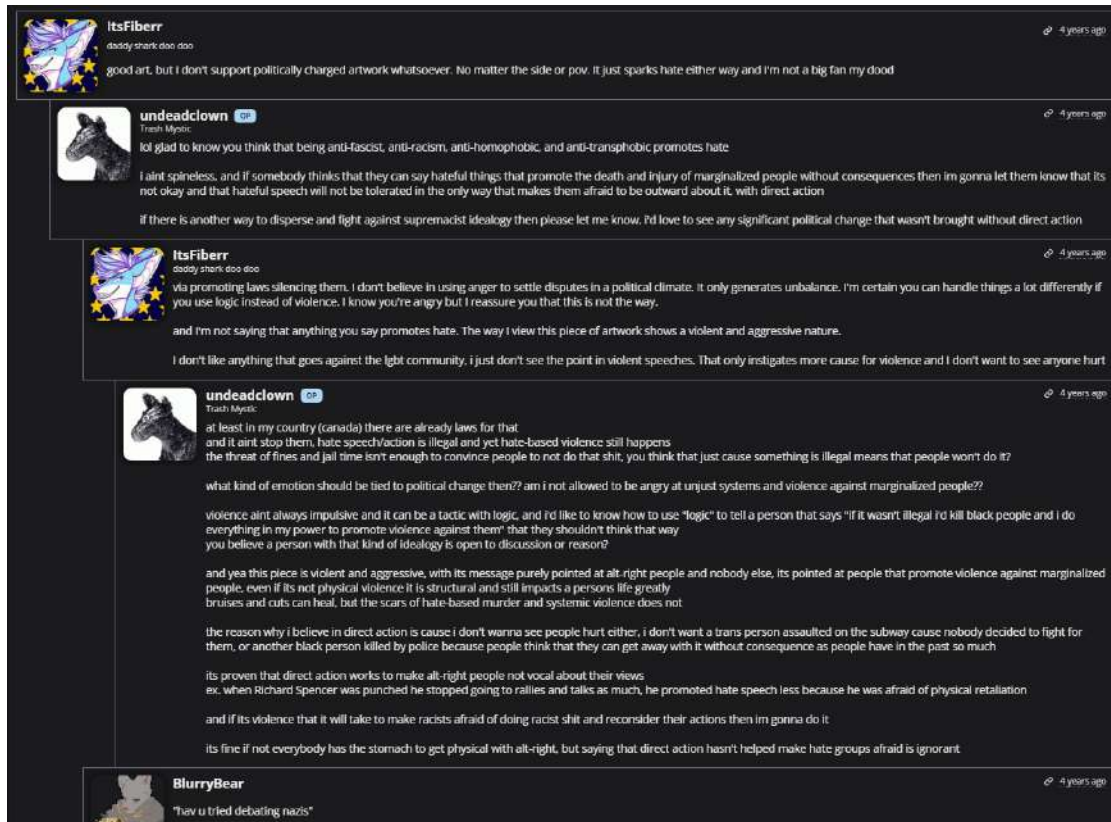 ItsFiberr
4 years ago
daddy shark doo doo
good art, but I don't support politically charged artwork whatsoever. No matter the side or pov. It just sparks hate either way and I'm not a big fan my dood
undeadclown OP
4 years ago
Trash Mystic
lol glad to know you think that being anti-fascist, anti-racism, anti-homophobic, and anti-transphobic promotes hate
i aint spineless, and if somebody thinks that they can say hateful things that promote the death and injury of marginalized people without consequences then im gonna let them know that its
not okay and that hateful speech will not be tolerated in the only way that makes them afraid to be outward about it, with direct action
if there is another way to disperse and fight against supremacist idealogy then please let me know. i'd love to see any significant political change that wasn't brought without direct action
ItsFiberr
4 years ago
daddy shark doo doo
via promoting laws silencing them. I don't believe in using anger to settle disputes in a political climate. It only generates unbalance. I'm certain you can handle things a lot differently if
you use logic instead of violence. I know you're angry but I reassure you that this is not the way.
and I'm not saying that anything you say promotes hate. The way I view this piece of artwork shows a violent and aggressive nature.
I don't like anything that goes against the lgbt community, i just don't see the point in violent speeches. That only instigates more cause for violence and I don't want to see anyone hurt
undeadclown OP
4 years ago
Trash Mystic
at least in my country (canada) there are already laws for that
and it aint stop them, hate speech/action is illegal and yet hate-based violence still happens
the threat of fines and jail time isn't enough to convince people to not do that shit, you think that just cause something is illegal means that people won't do it?
what kind of emotion should be tied to political change then?? am i not allowed to be angry at unjust systems and violence against marginalized people??
violence aint always impulsive and it can be a tactic with logic, and i'd like to know how to use "logic" to tell a person that says "if it wasn't illegal i'd kill black people and i do
everything in my power to promote violence against them" that they shouldn't think that way
you believe a person with that kind of idealogy is open to discussion or reason?
and yea this piece is violent and aggressive, with its message purely pointed at alt-right people and nobody else, its pointed at people that promote violence against marginalized
people, even if its not physical violence it is structural and still impacts a persons life greatly
bruises and cuts can heal, but the scars of hate-based murder and systemic violence does not
the reason why i believe in direct action is cause i don't wanna see people hurt either, i don't want a trans person assaulted on the subway cause nobody decided to fight for
them, or another black person killed by police because people think that they can get away with it without consequence as people have in the past so much
its proven that direct action works to make alt-right people not vocal about their views
ex. when Richard Spencer was punched he stopped going to rallies and talks as much, he promoted hate speech less because he was afraid of physical retaliation
and if its violence that it will take to make racists afraid of doing racist shit and reconsider their actions then im gonna do it
its fine if not everybody has the stomach to get physical with alt-right, but saying that direct action hasn't helped make hate groups afraid is ignorant
BlurryBear
4 years ago
"hav u tried debating nazis"